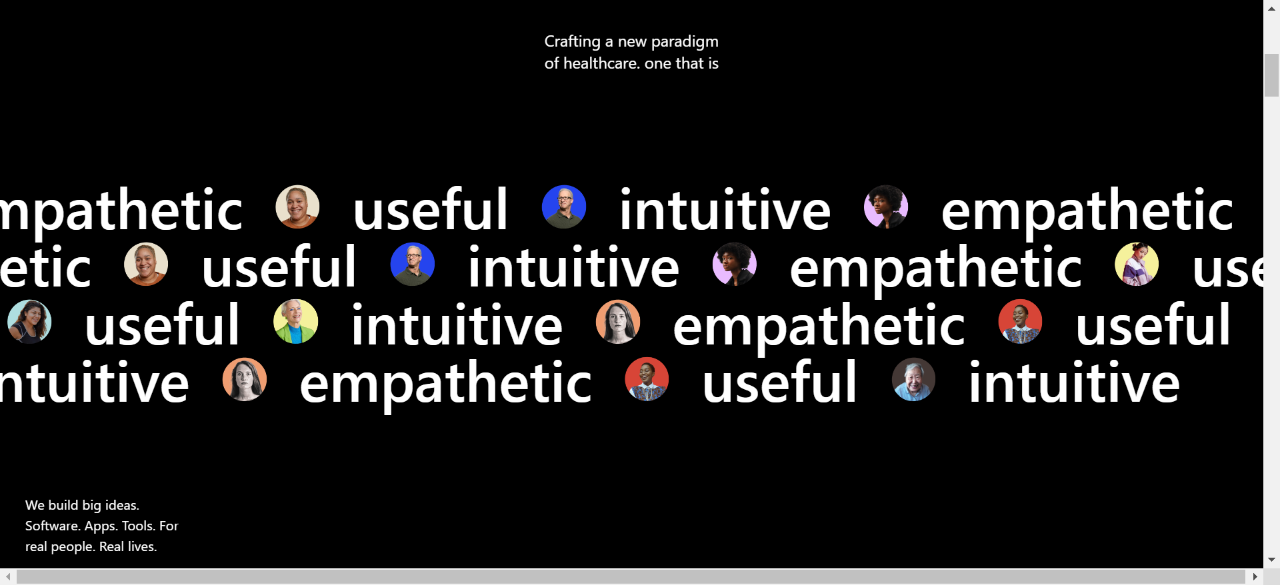 Crafting a new paradigm
of healthcare. one that is
mpathetic useful intuitive empathetic
etic useful intuitive empathetic use
useful intuitive empathetic useful
ntuitive empathetic useful intuitive
We build big ideas.
Software. Apps. Tools. For
real people. Real lives.